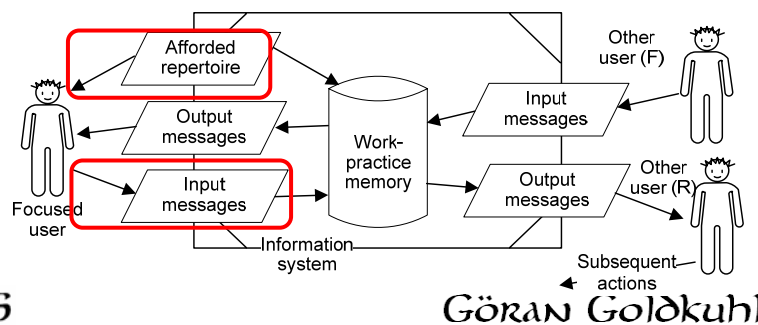 Afforded
repertoire
Other
user (F)
Output
messages
Input
messages
Work-
practice
memory
Input
messages
Output
messages
Other
user (R)
Focused
user
Information
system
Subsequent
actions
Göran Goldkuhl